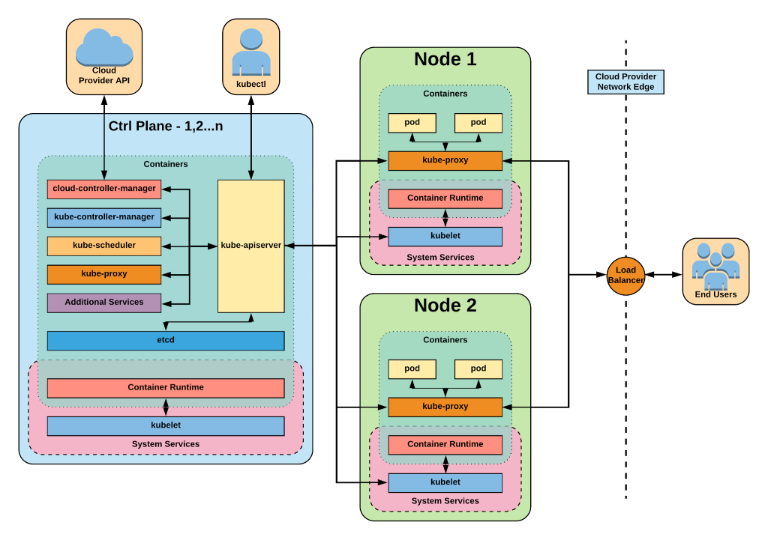 Cloud
Provider API
kubectl
Ctrl Plane - 1,2...n
Containers
cloud-controller-manager
kube-controller-manager
kube-scheduler
kube-proxy
Additional Services
kube-apiserver
etcd
Container Runtime
kubelet
System Services
Node 1
Containers
pod
pod
kube-proxy
Container Runtime
kubelet
System Services
Node 2
Containers
pod
pod
kube-proxy
Container Runtime
kubelet
System Services
Cloud Provider
Network Edge
Load
Balancer
End Users